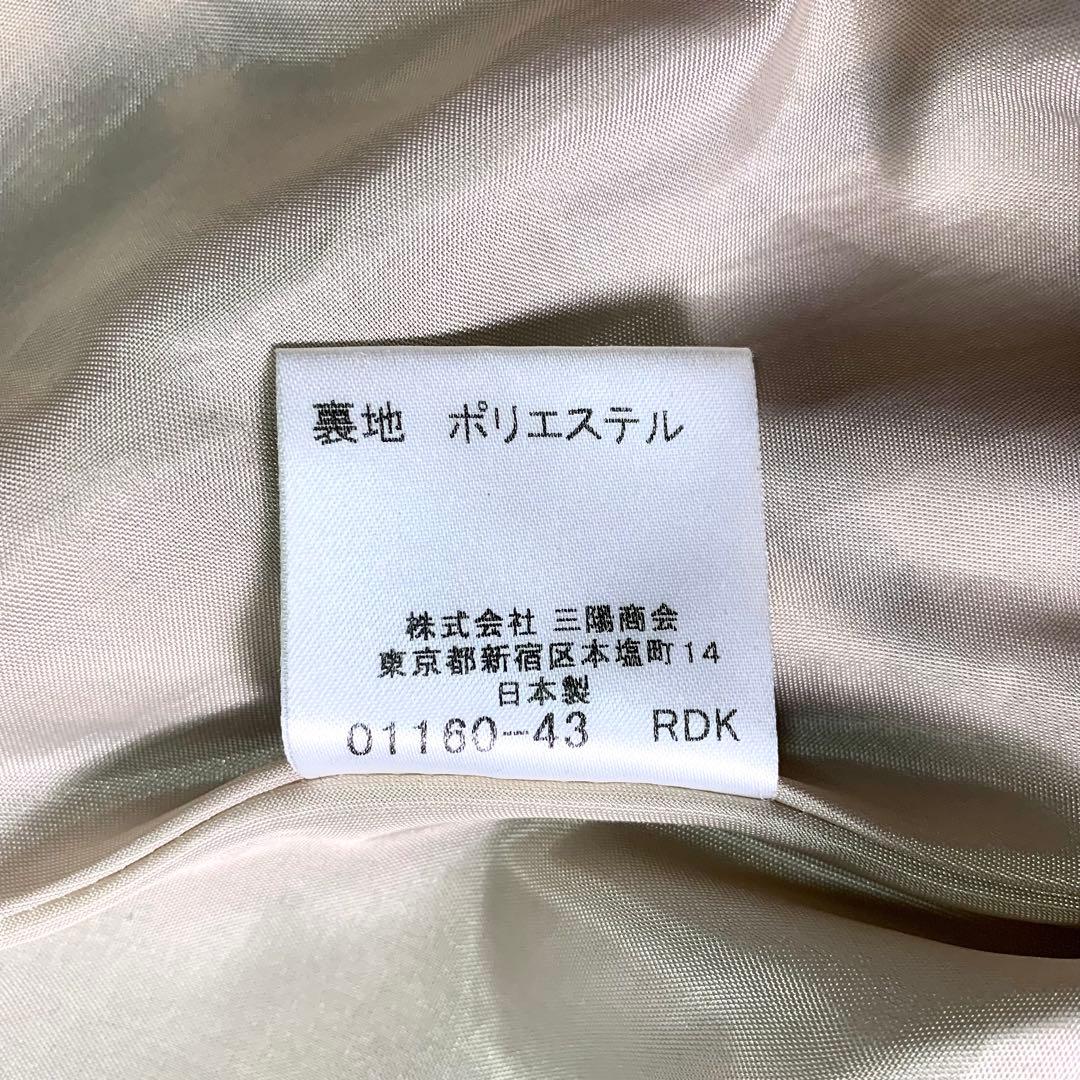 裏地 ポリエステル
株式会社 三陽商会
東京都新宿区本塩町14
日本製
01160-43 RDK